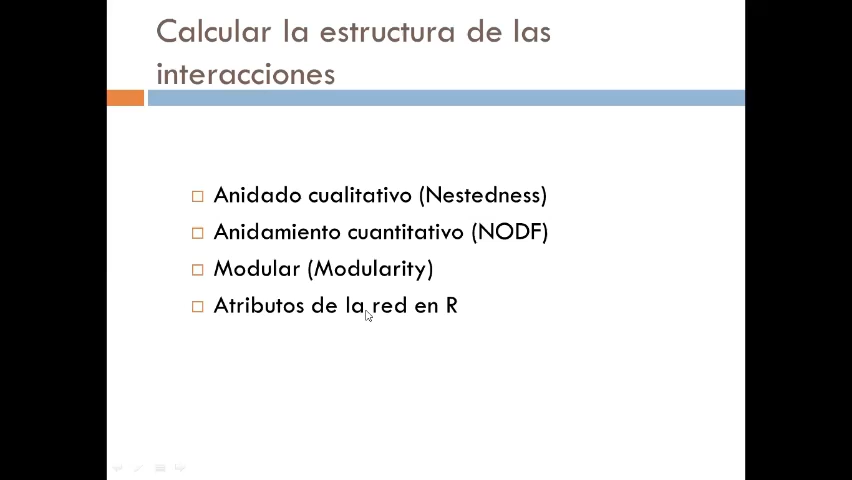 Calcular la estructura de las
interacciones
Anidado cualitativo (Nestedness)
Anidamiento cuantitativo (NODF)
Modular (Modularity)
Atributos de la red en R